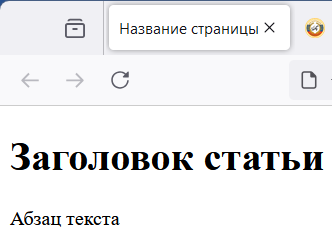 Название страницы
Заголовок статьи
Абзац текста